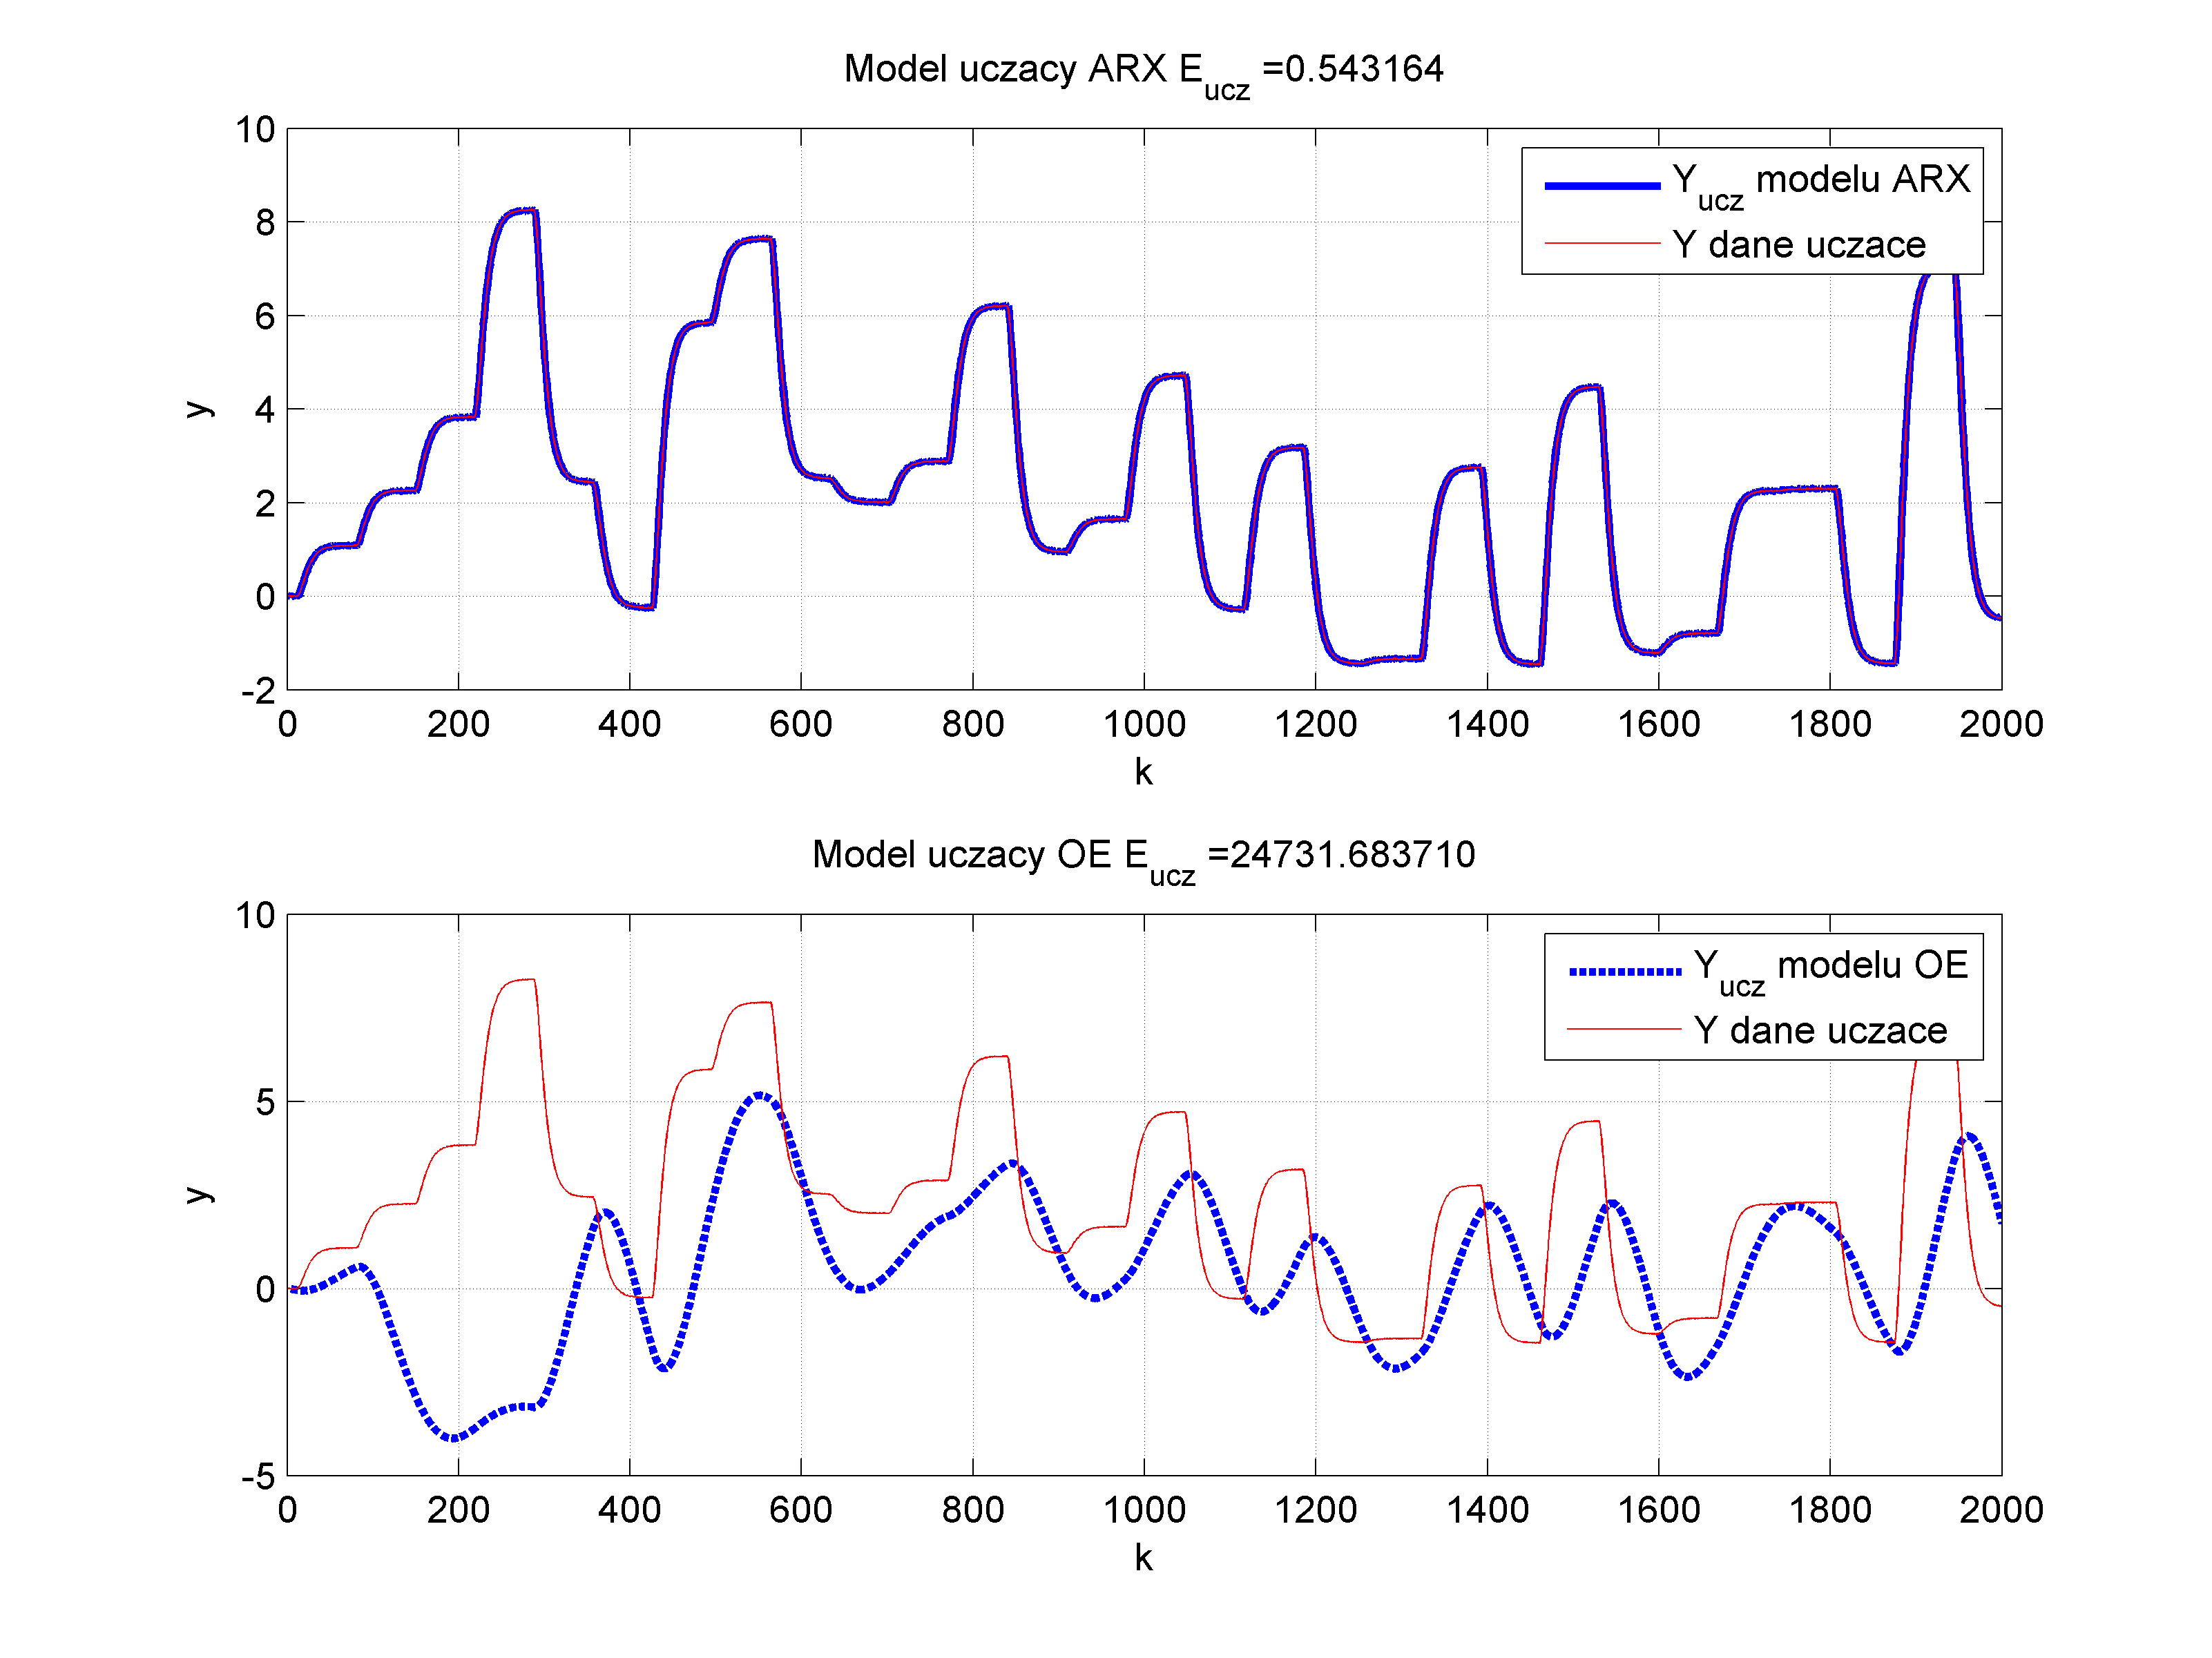 Model uczacy ARX E_ucz =0.543164
10
8
6
4
2
0
-2
y
Y_ucz modelu ARX
Y dane uczace
0 200 400 600 800 1000 1200 1400 1600 1800 2000
k
Model uczacy OE E_ucz =24731.683710
10
5
0
-5
y
Y_ucz modelu OE
Y dane uczace
0 200 400 600 800 1000 1200 1400 1600 1800 2000
k